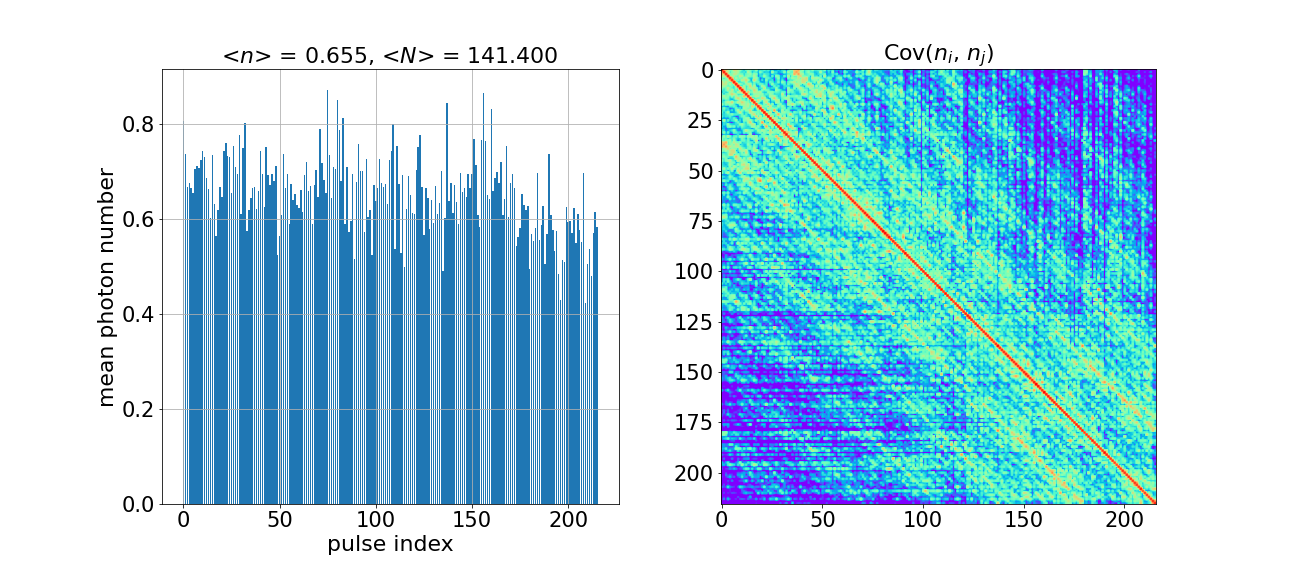 <n> = 0.655, <N> = 141.400
mean photon number
0.8
0.6
0.4
0.2
0.0
0 50 100 150 200
pulse index
Cov(nᵢ, nⱼ)
0
25
50
75
100
125
150
175
200
0 50 100 150 200